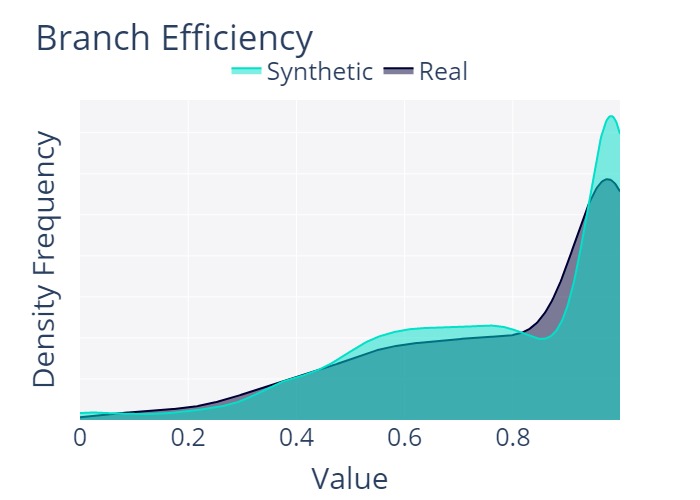 Branch Efficiency
Synthetic Real
Density Frequency
0 0.2 0.4 0.6 0.8
Value